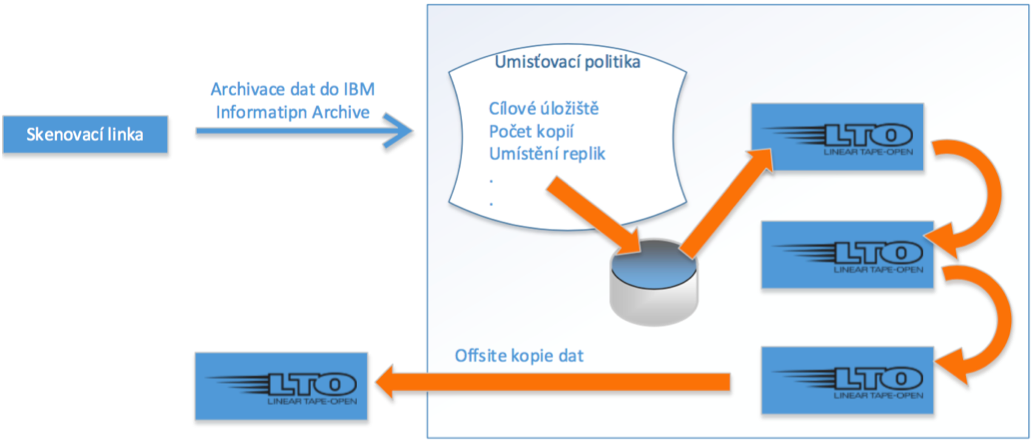 Umisťovací politika
Archivace dat do IBM
Informatipn Archive
Skenovací linka
Cílové úložiště
Počet kopií
Umístění replik
.
.
LTO
LINEAR TAPE-OPEN
LTO
LINEAR TAPE-OPEN
Offsite kopie dat
LTO
LINEAR TAPE-OPEN
LTO
LINEAR TAPE-OPEN